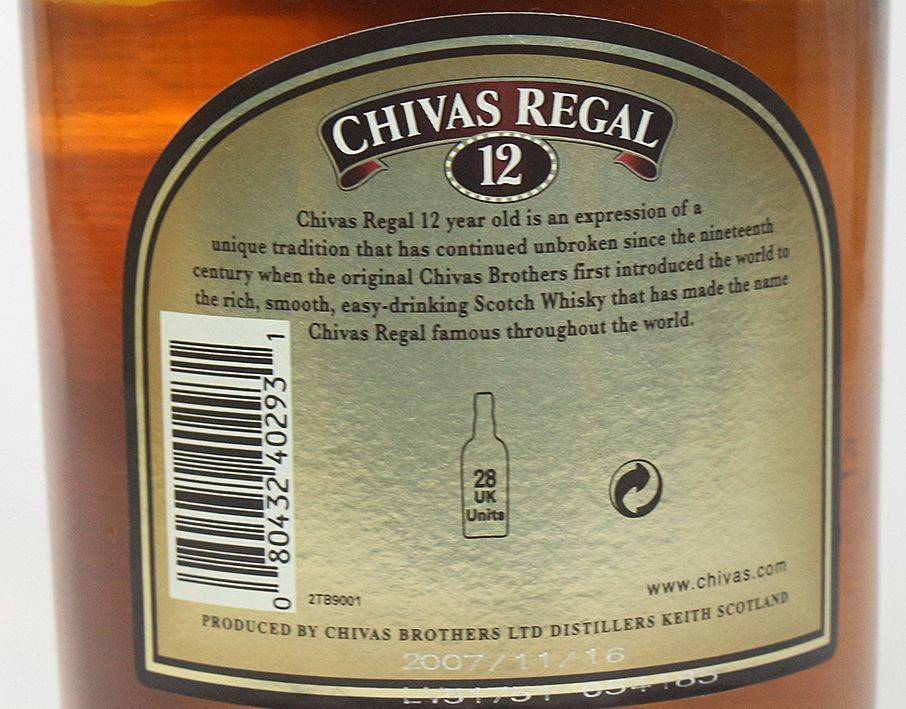 CHIVAS REGAL
12
Chivas Regal 12 year old is an expression of a
unique tradition that has continued unbroken since the nineteenth
century when the original Chivas Brothers first introduced the world to
the rich, smooth, easy-drinking Scotch Whisky that has made the name
Chivas Regal famous throughout the world.
0 80432 40293 1
28
UK
Units
2TB9001
www.chivas.com
PRODUCED BY CHIVAS BROTHERS LTD DISTILLERS KEITH SCOTLAND
2007/11/16